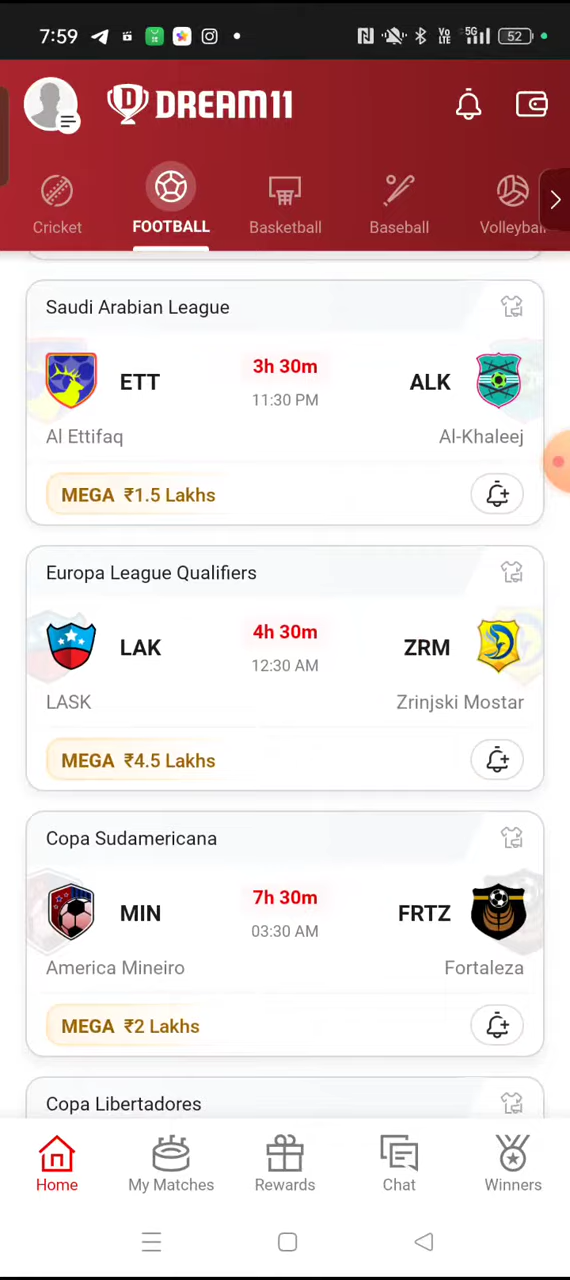 7:59 Vo LTE 5G 52
DREAM11
Cricket FOOTBALL Basketball Baseball Volleyball
Saudi Arabian League
ETT 3h 30m ALK
11:30 PM
Al Ettifaq Al-Khaleej
MEGA ₹1.5 Lakhs
Europa League Qualifiers
LAK 4h 30m ZRM
12:30 AM
LASK Zrinjski Mostar
MEGA ₹4.5 Lakhs
Copa Sudamericana
MIN 7h 30m FRTZ
03:30 AM
America Mineiro Fortaleza
MEGA ₹2 Lakhs
Copa Libertadores
Home My Matches Rewards Chat Winners